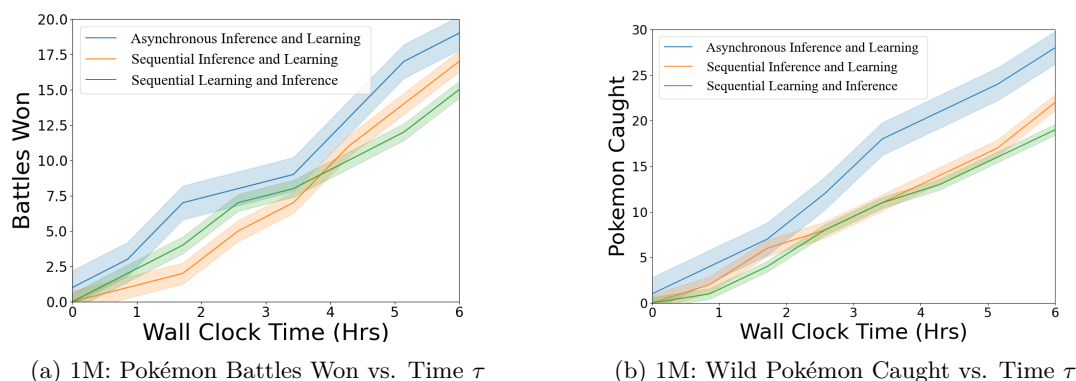 20.0
17.5
15.0
12.5
10.0
7.5
5.0
2.5
0.0
Battles Won
Asynchronous Inference and Learning
Sequential Inference and Learning
Sequential Learning and Inference
0 1 2 3 4 5 6
Wall Clock Time (Hrs)
(a) 1M: Pokémon Battles Won vs. Time τ
30
25
20
15
10
5
0
Pokemon Caught
Asynchronous Inference and Learning
Sequential Inference and Learning
Sequential Learning and Inference
0 1 2 3 4 5 6
Wall Clock Time (Hrs)
(b) 1M: Wild Pokémon Caught vs. Time τ